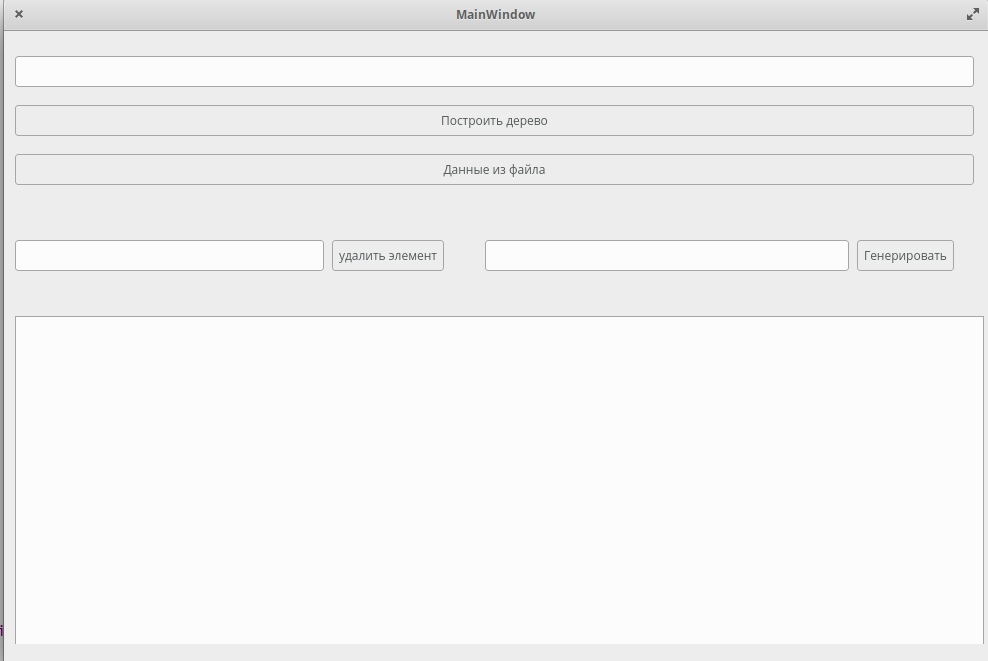 MainWindow
Построить дерево
Данные из файла
удалить элемент
Генерировать